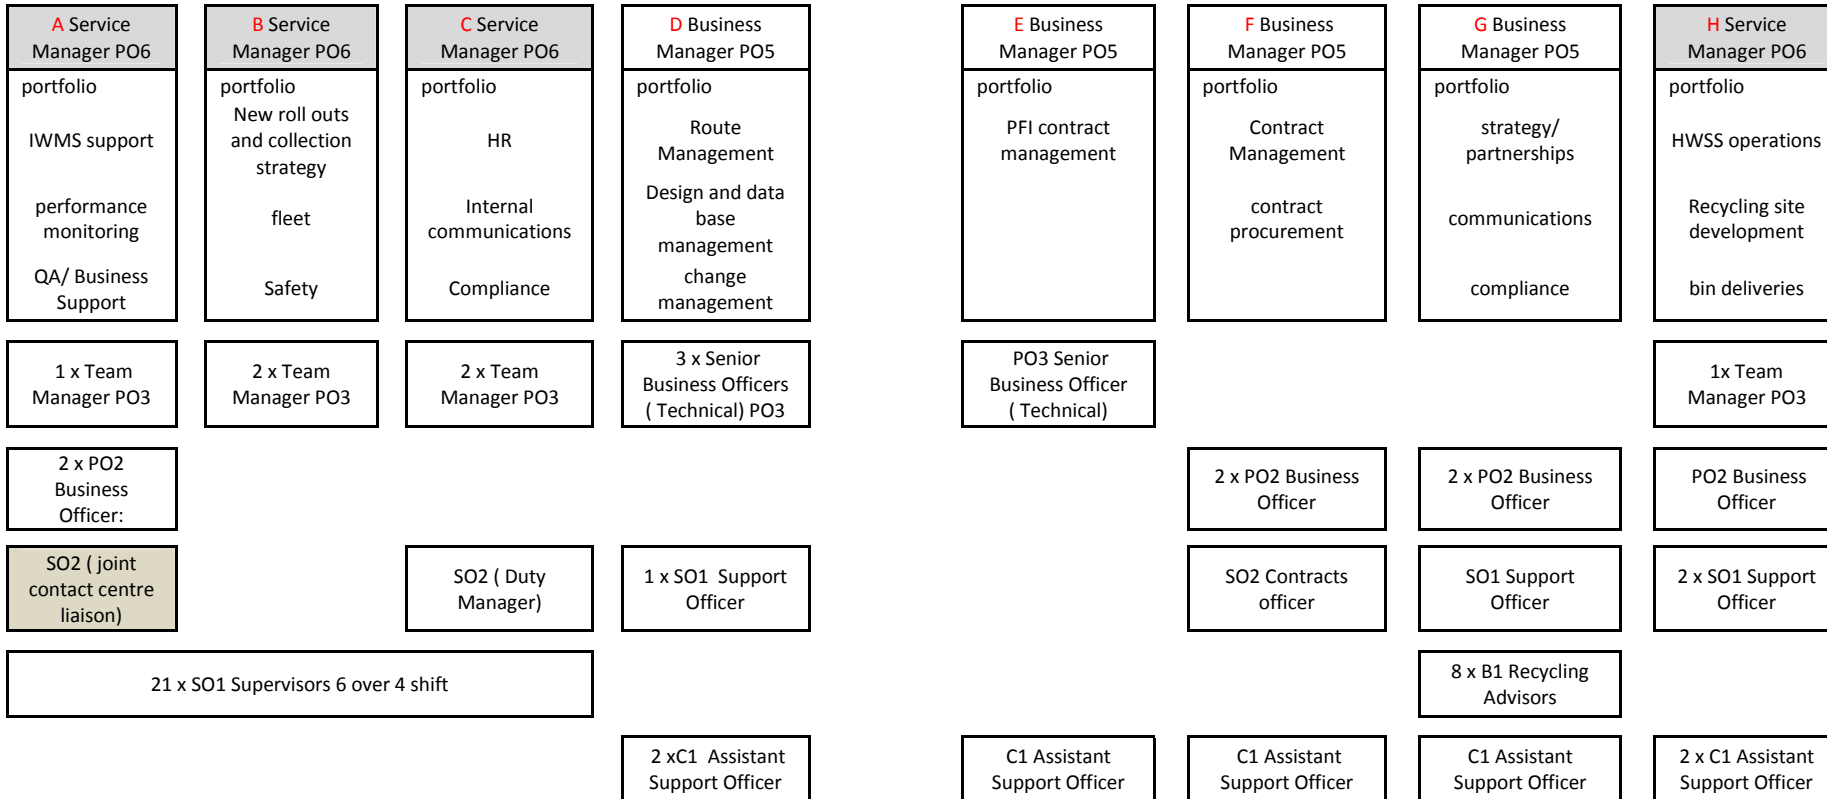 A Service
Manager PO6
portfolio
IWMS support
performance
monitoring
QA/ Business
Support
1 x Team
Manager PO3
2 x PO2
Business
Officer:
SO2 ( joint
contact centre
liaison)
B Service
Manager PO6
portfolio
New roll outs
and collection
strategy
fleet
Safety
2 x Team
Manager PO3
C Service
Manager PO6
portfolio
HR
Internal
communications
Compliance
2 x Team
Manager PO3
SO2 ( Duty
Manager)
21 x SO1 Supervisors 6 over 4 shift
D Business
Manager PO5
portfolio
Route
Management
Design and data
base
management
change
management
3 x Senior
Business Officers
( Technical) PO3
1 x SO1 Support
Officer
2 xC1 Assistant
Support Officer
E Business
Manager PO5
portfolio
PFI contract
management
PO3 Senior
Business Officer
( Technical)
C1 Assistant
Support Officer
F Business
Manager PO5
portfolio
Contract
Management
contract
procurement
2 x PO2 Business
Officer
SO2 Contracts
officer
C1 Assistant
Support Officer
G Business
Manager PO5
portfolio
strategy/
partnerships
communications
compliance
2 x PO2 Business
Officer
SO1 Support
Officer
8 x B1 Recycling
Advisors
C1 Assistant
Support Officer
H Service
Manager PO6
portfolio
HWSS operations
Recycling site
development
bin deliveries
1x Team
Manager PO3
PO2 Business
Officer
2 x SO1 Support
Officer
2 x C1 Assistant
Support Officer